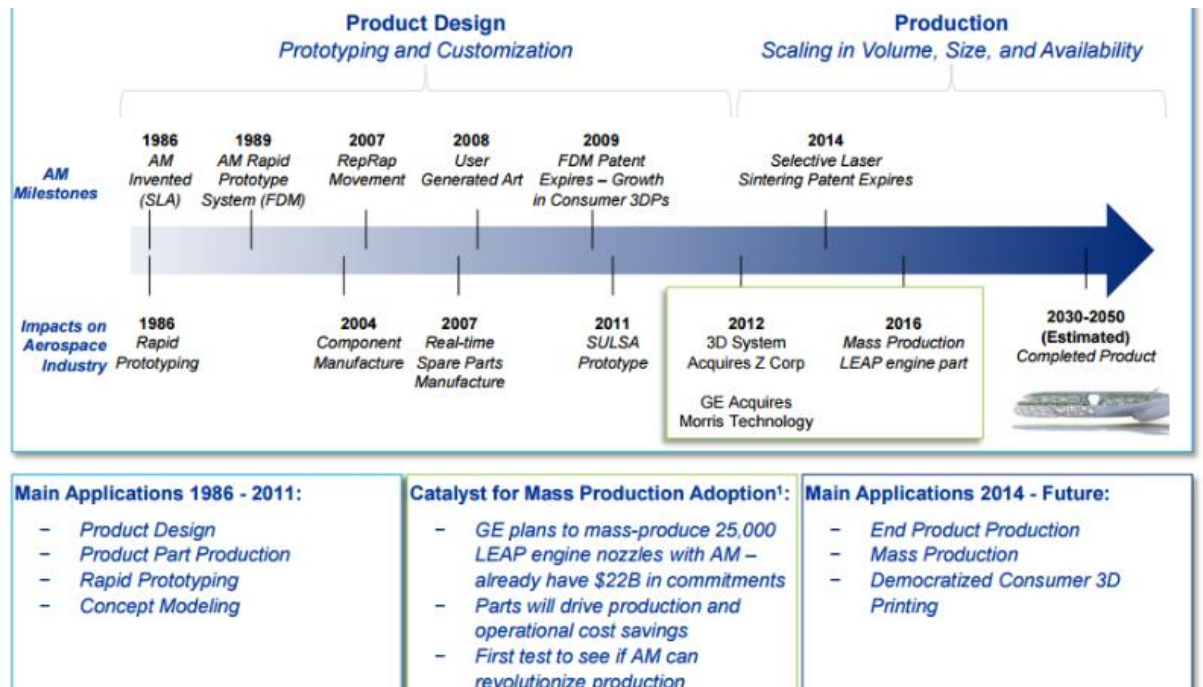 Product Design
Prototyping and Customization
Production
Scaling in Volume, Size, and Availability
AM
Milestones
1986
AM
Invented
(SLA)
1989
AM Rapid
Prototype
System (FDM)
2007
RepRap
Movement
2008
User
Generated Art
2009
FDM Patent
Expires – Growth
in Consumer 3DPs
2014
Selective Laser
Sintering Patent Expires
Impacts on
Aerospace
Industry
1986
Rapid
Prototyping
2004
Component
Manufacture
2007
Real-time
Spare Parts
Manufacture
2011
SULSA
Prototype
2012
3D System
Acquires Z Corp
GE Acquires
Morris Technology
2016
Mass Production
LEAP engine part
2030-2050
(Estimated)
Completed Product
Main Applications 1986 - 2011:
– Product Design
– Product Part Production
– Rapid Prototyping
– Concept Modeling
Catalyst for Mass Production Adoption¹:
– GE plans to mass-produce 25,000
LEAP engine nozzles with AM –
already have $22B in commitments
– Parts will drive production and
operational cost savings
– First test to see if AM can
revolutionize production
Main Applications 2014 - Future:
– End Product Production
– Mass Production
– Democratized Consumer 3D
Printing